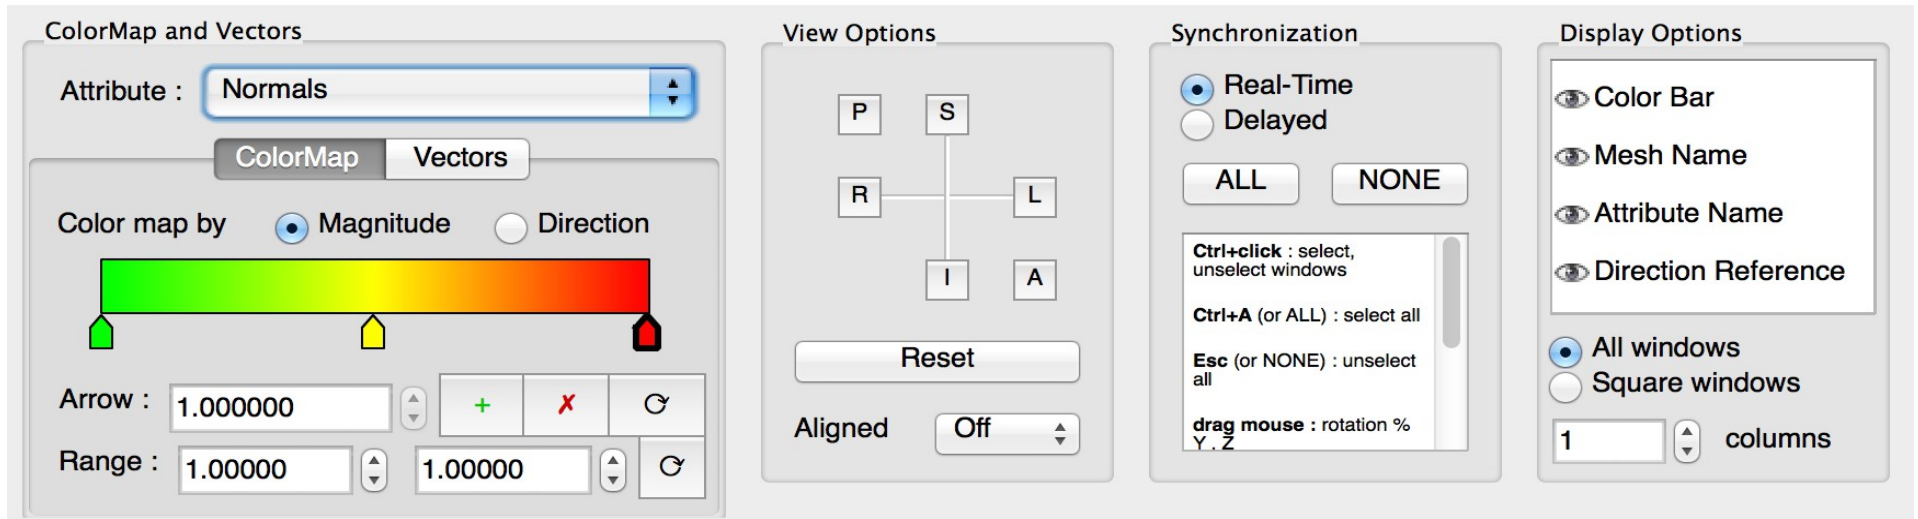 ColorMap and Vectors
Attribute : Normals
ColorMap Vectors
Color map by Magnitude Direction
Arrow : 1.000000 + ✗ ⟳
Range : 1.00000 1.00000 ⟳
View Options
P S
R L
I A
Reset
Aligned Off
Synchronization
Real-Time
Delayed
ALL NONE
Ctrl+click : select,
unselect windows
Ctrl+A (or ALL) : select all
Esc (or NONE) : unselect
all
drag mouse : rotation %
Y , Z
Display Options
Color Bar
Mesh Name
Attribute Name
Direction Reference
All windows
Square windows
1 columns